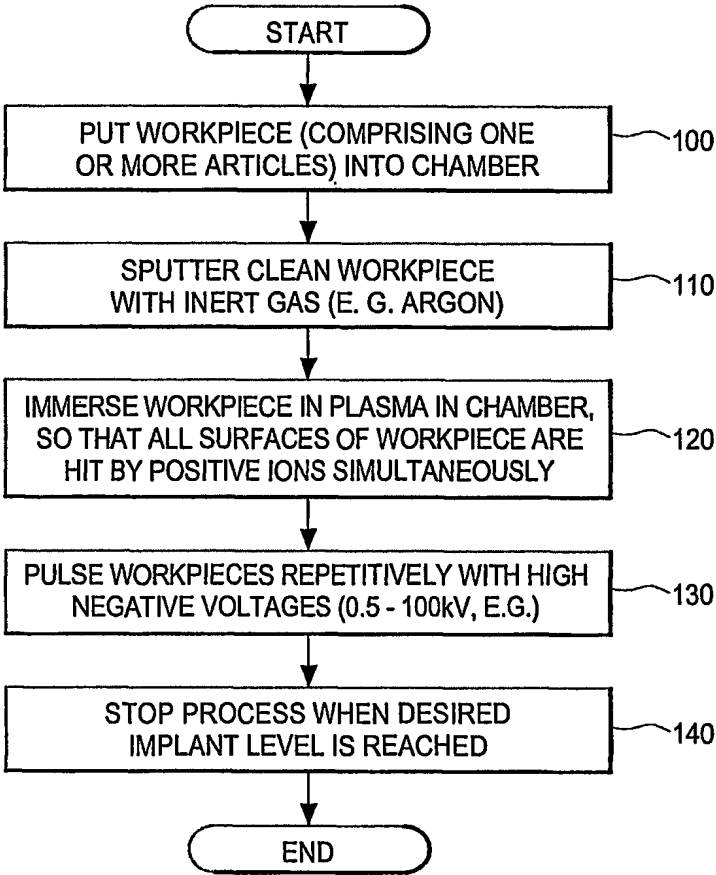 START
PUT WORKPIECE (COMPRISING ONE
OR MORE ARTICLES) INTO CHAMBER
100
SPUTTER CLEAN WORKPIECE
WITH INERT GAS (E. G. ARGON)
110
IMMERSE WORKPIECE IN PLASMA IN CHAMBER,
SO THAT ALL SURFACES OF WORKPIECE ARE
HIT BY POSITIVE IONS SIMULTANEOUSLY
120
PULSE WORKPIECES REPETITIVELY WITH HIGH
NEGATIVE VOLTAGES (0.5 - 100kV, E.G.)
130
STOP PROCESS WHEN DESIRED
IMPLANT LEVEL IS REACHED
140
END